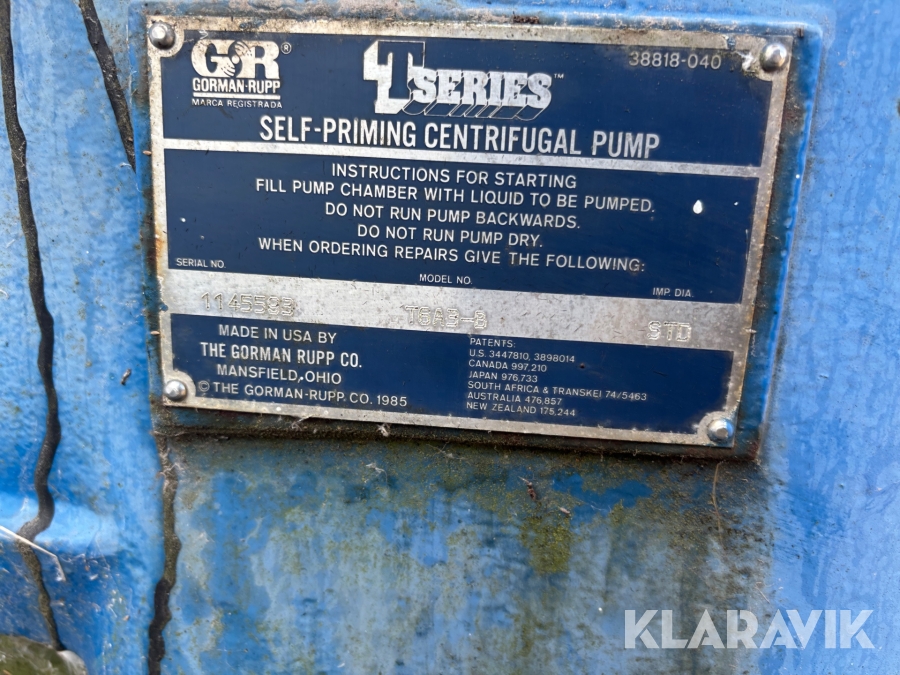 GR®
GORMAN-RUPP
MARCA REGISTRADA
T SERIES™
38818-040
SELF-PRIMING CENTRIFUGAL PUMP
INSTRUCTIONS FOR STARTING
FILL PUMP CHAMBER WITH LIQUID TO BE PUMPED.
DO NOT RUN PUMP BACKWARDS.
DO NOT RUN PUMP DRY.
WHEN ORDERING REPAIRS GIVE THE FOLLOWING:
SERIAL NO. MODEL NO. IMP. DIA.
1145583 T6A3-B STD
MADE IN USA BY
THE GORMAN RUPP CO.
MANSFIELD, OHIO
© THE GORMAN-RUPP CO. 1985
PATENTS:
U.S. 3447810, 3898014
CANADA 997,210
JAPAN 976,733
SOUTH AFRICA & TRANSKEI 74/5463
AUSTRALIA 476,857
NEW ZEALAND 175,244
KLARAVIK